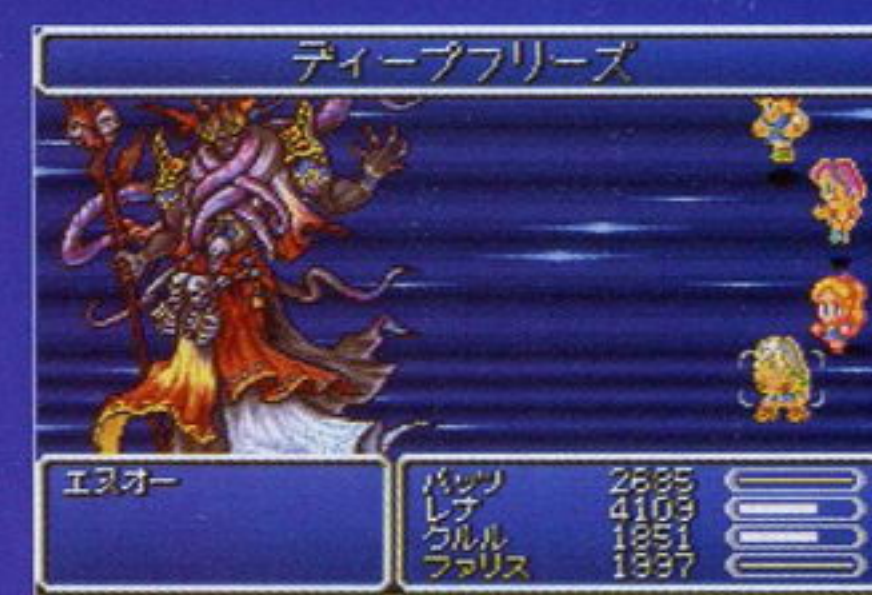 ディープフリーズ
エヌオー
バッツ 2885
レナ 4109
クルル 1851
ファリス 1997